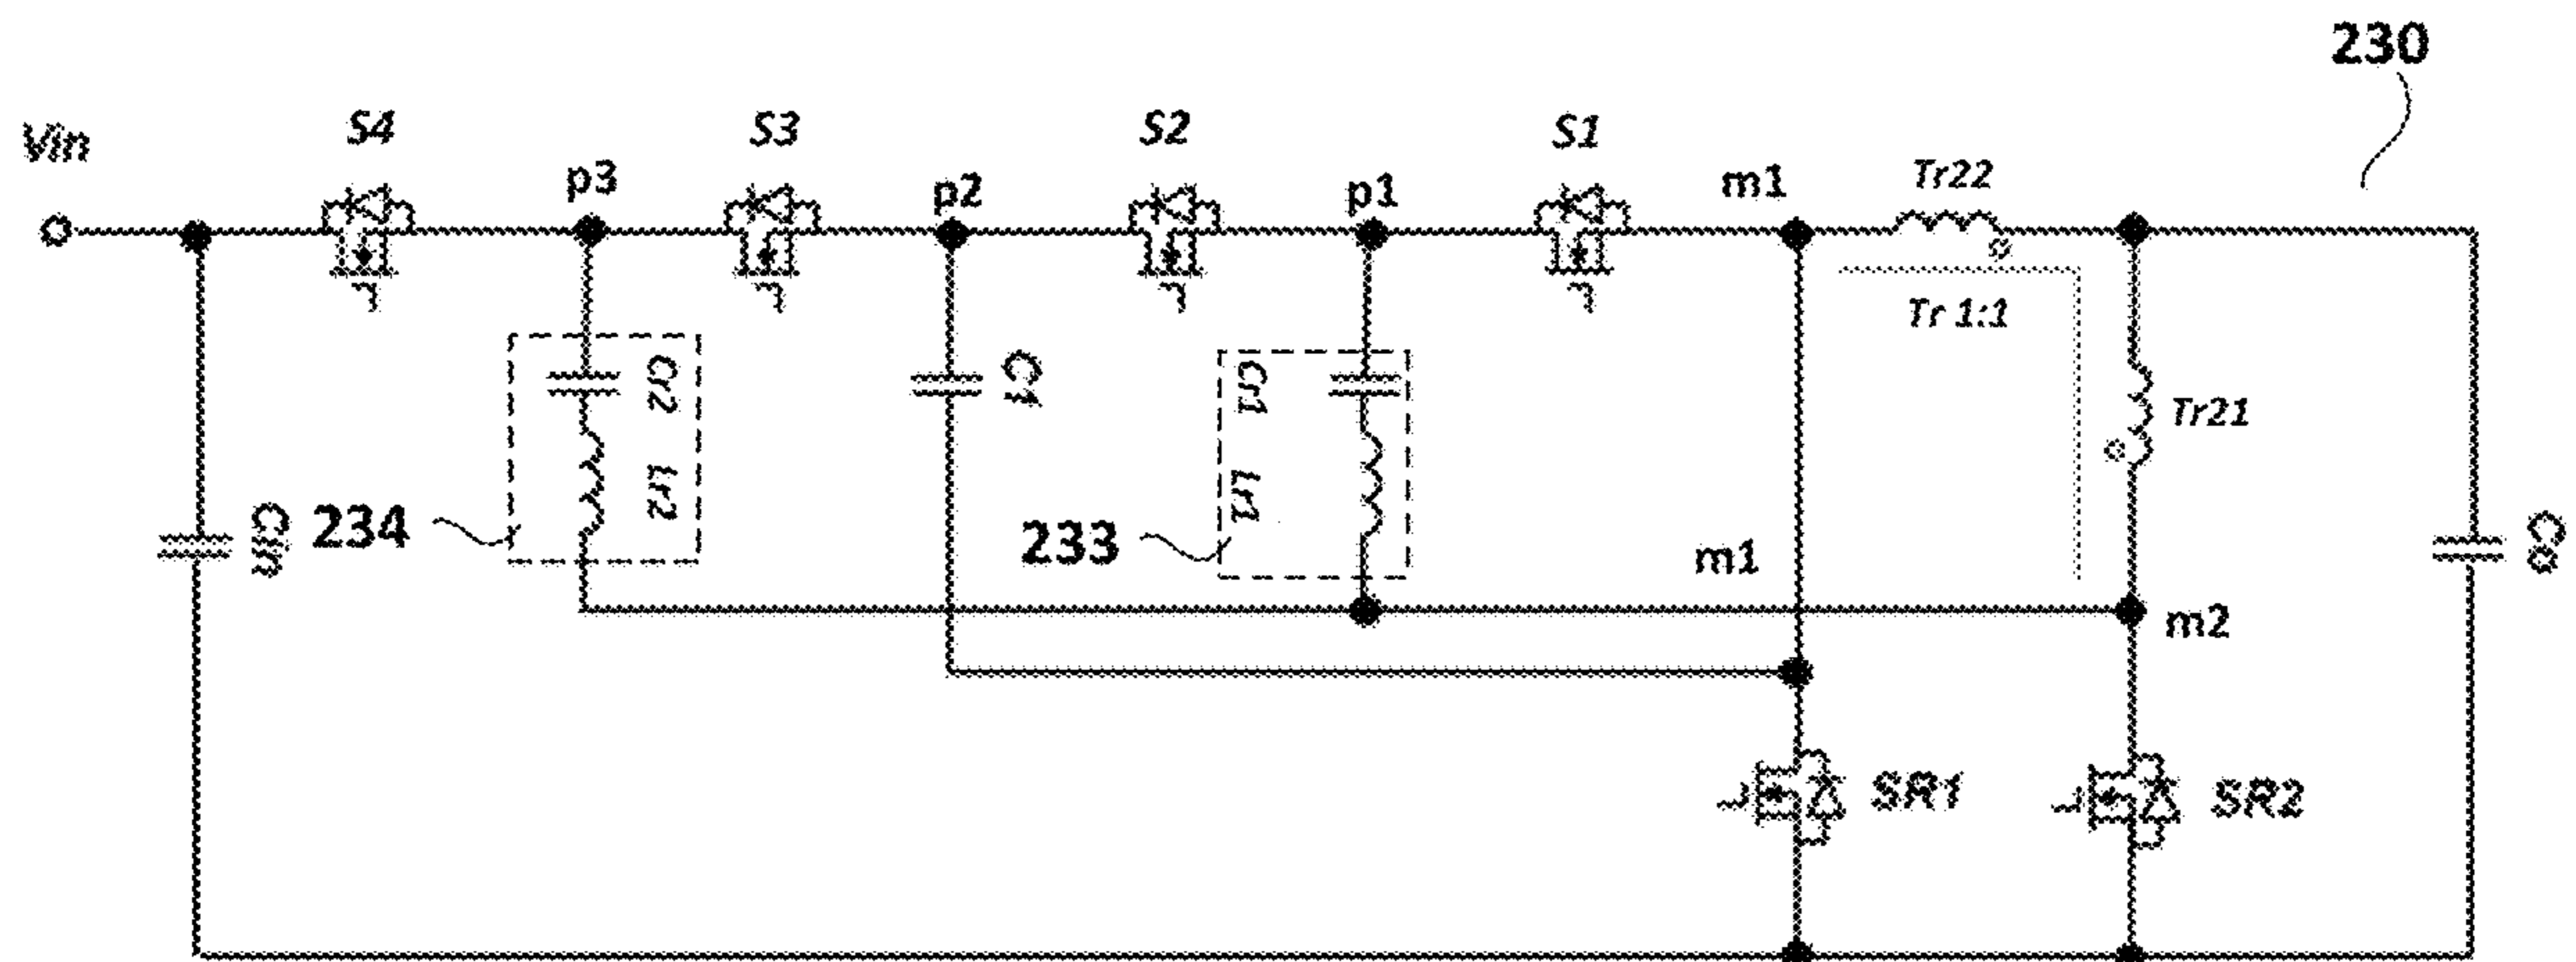 230
Vin
S4
S3
S2
S1
p3
p2
p1
m1
Tr22
Tr 1:1
Cr2
Lr2
C1
Cr1
Lr1
Tr21
Cin
234
233
m1
Co
m2
SR1
SR2